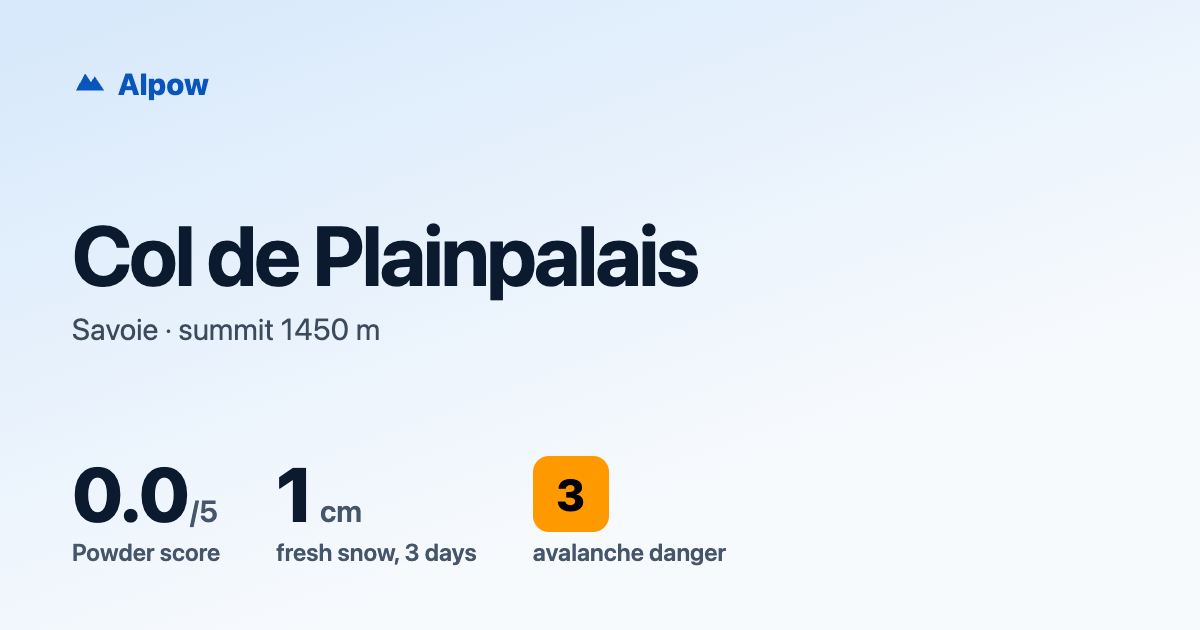 Alpow
Col de Plainpalais
Savoie · summit 1450 m
0.0/5
Powder score
1 cm
fresh snow, 3 days
3
avalanche danger